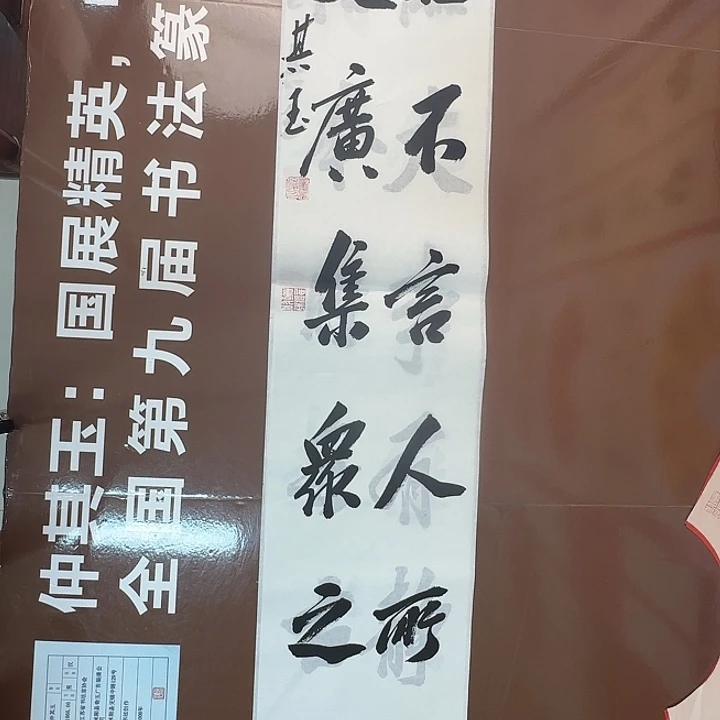 仲其玉：国展精英，
全国第九届书法篆
不言人所
廣集衆之
其玉